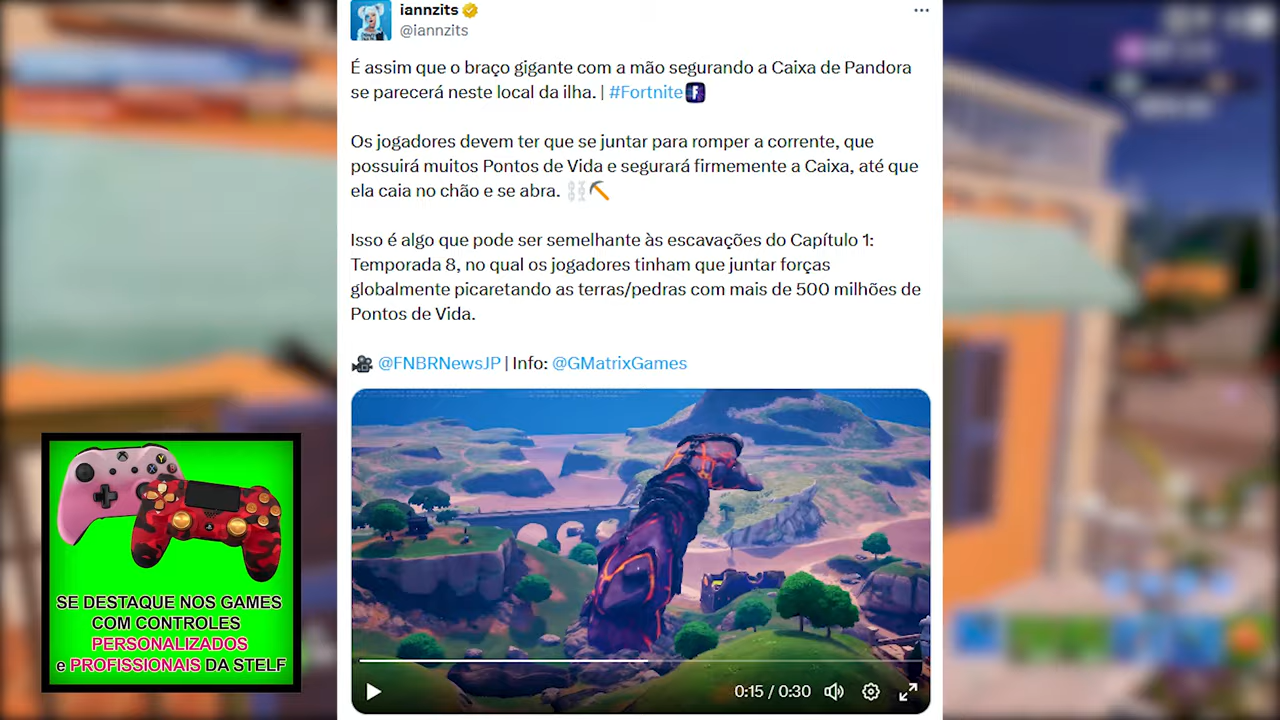 iannzits
@iannzits
É assim que o braço gigante com a mão segurando a Caixa de Pandora
se parecerá neste local da ilha. | #Fortnite
Os jogadores devem ter que se juntar para romper a corrente, que
possuirá muitos Pontos de Vida e segurará firmemente a Caixa, até que
ela caia no chão e se abra. ⛓️⛏️
Isso é algo que pode ser semelhante às escavações do Capítulo 1:
Temporada 8, no qual os jogadores tinham que juntar forças
globalmente picaretando as terras/pedras com mais de 500 milhões de
Pontos de Vida.
🎥 @FNBRNewsJP | Info: @GMatrixGames
0:15 / 0:30
SE DESTAQUE NOS GAMES
COM CONTROLES
PERSONALIZADOS
e PROFISSIONAIS DA STELF